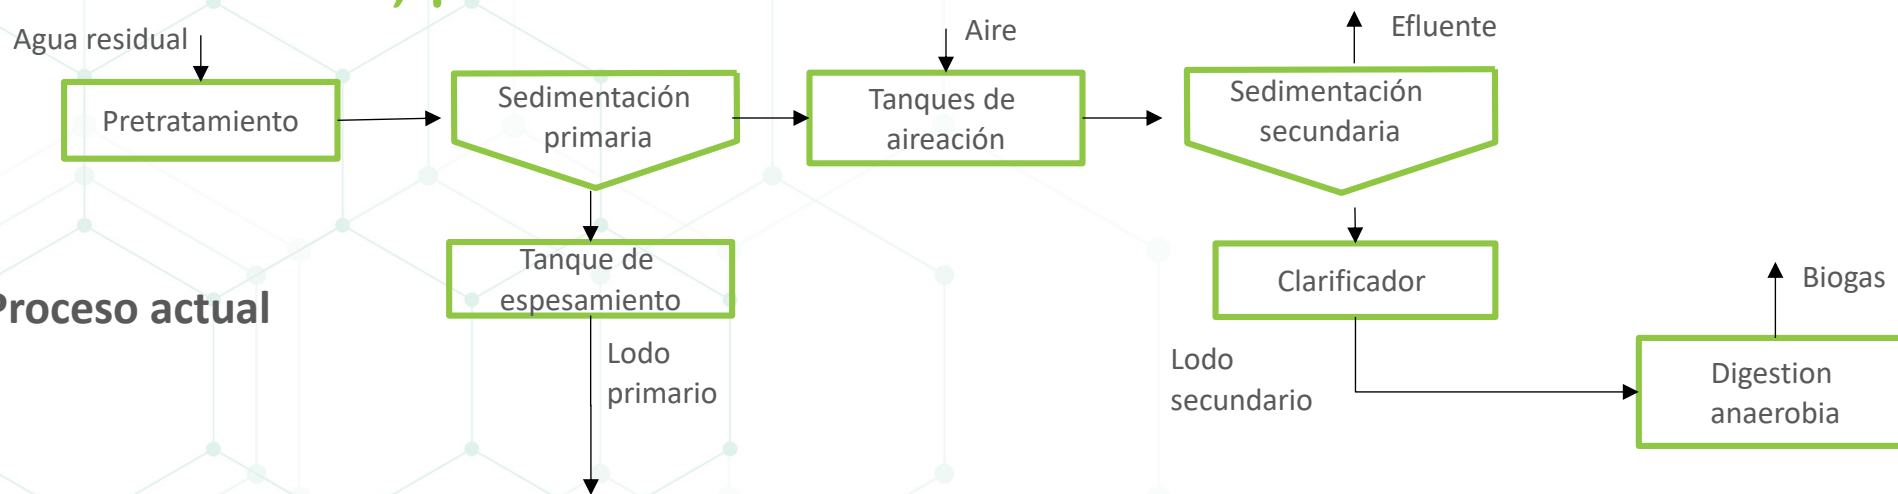 Agua residual
Aire
Efluente
Pretratamiento
Sedimentación
primaria
Tanques de
aireación
Sedimentación
secundaria
Tanque de
espesamiento
Clarificador
Biogas
Proceso actual
Lodo
primario
Lodo
secundario
Digestion
anaerobia